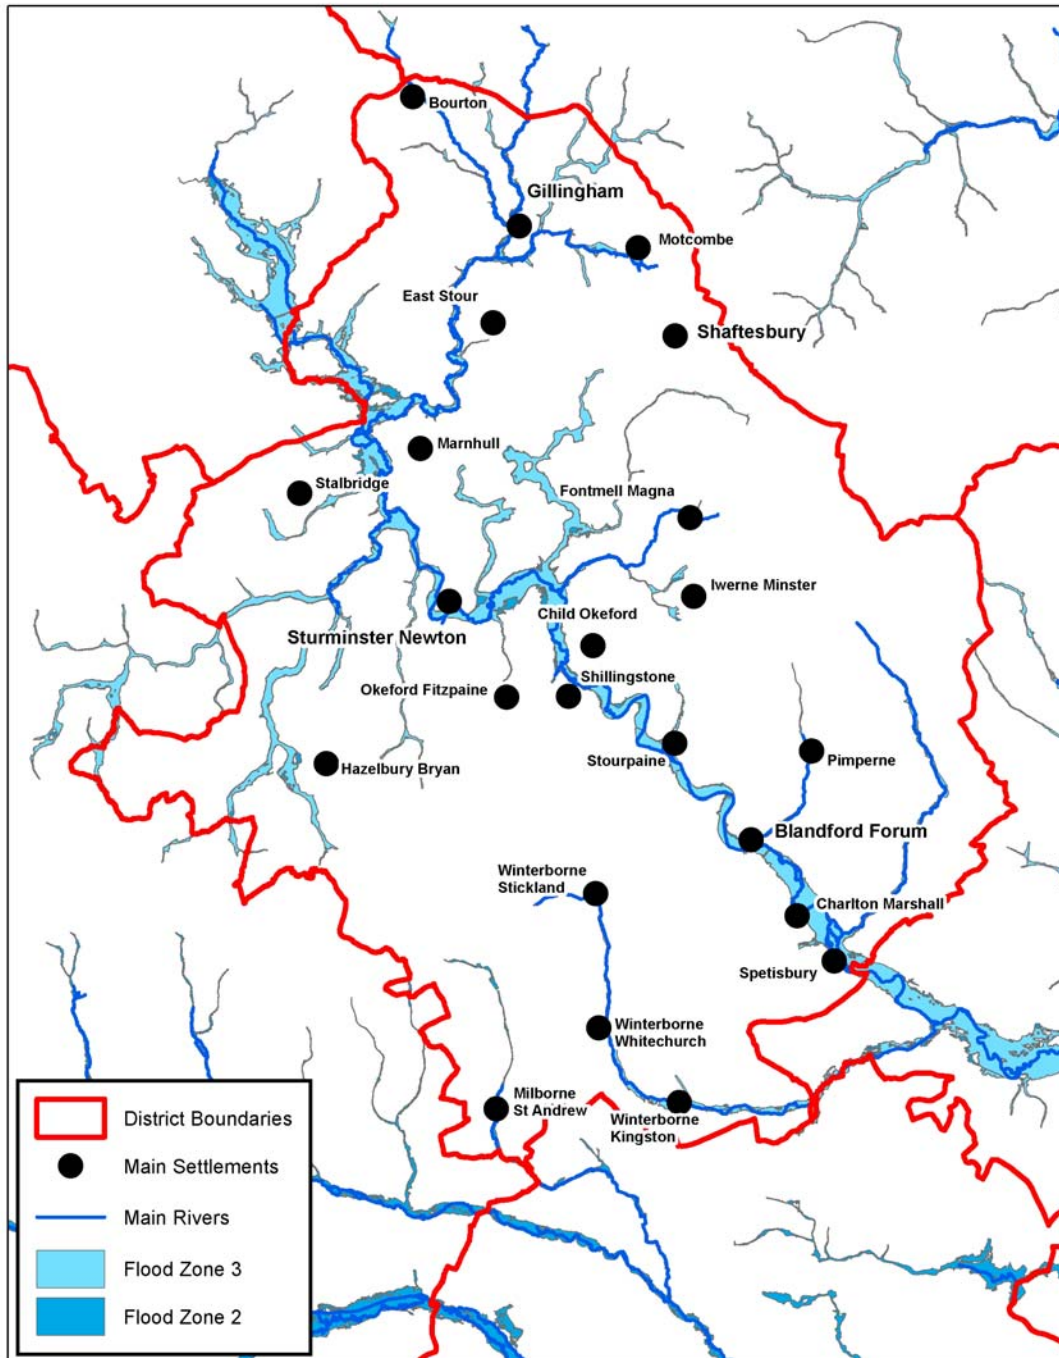 Bourton
Gillingham
Motcombe
East Stour
Shaftesbury
Marnhull
Stalbridge
Fontmell Magna
Iwerne Minster
Child Okeford
Sturminster Newton
Shillingstone
Okeford Fitzpaine
Stourpaine
Pimperne
Hazelbury Bryan
Blandford Forum
Winterborne
Stickland
Charlton Marshall
Spetisbury
Winterborne
Whitechurch
Milborne
St Andrew
Winterborne
Kingston
District Boundaries
Main Settlements
Main Rivers
Flood Zone 3
Flood Zone 2